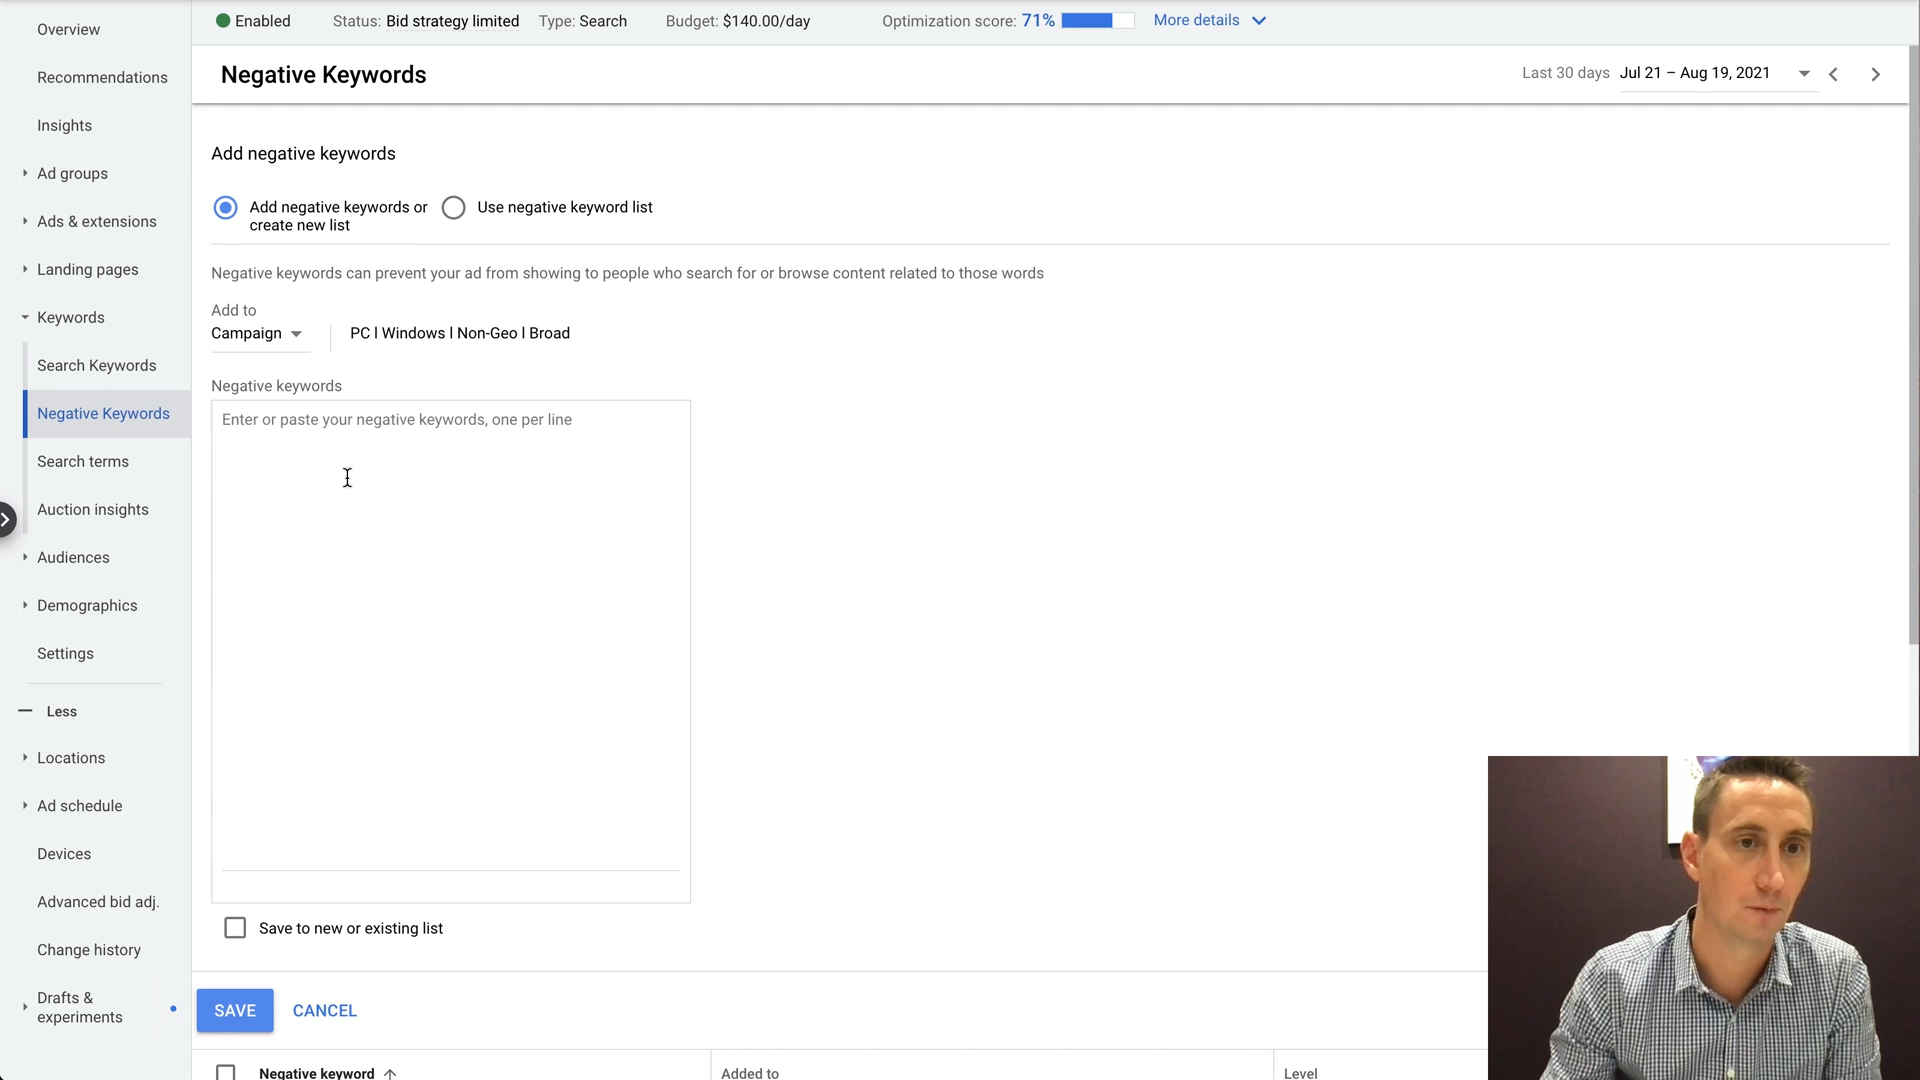 Overview
Recommendations
Insights
Ad groups
Ads & extensions
Landing pages
Keywords
Search Keywords
Negative Keywords
Search terms
Auction insights
Audiences
Demographics
Settings
Less
Locations
Ad schedule
Devices
Advanced bid adj.
Change history
Drafts &
experiments
Enabled Status: Bid strategy limited Type: Search Budget: $140.00/day Optimization score: 71% More details
Negative Keywords
Last 30 days Jul 21 – Aug 19, 2021
Add negative keywords
Add negative keywords or
create new list
Use negative keyword list
Negative keywords can prevent your ad from showing to people who search for or browse content related to those words
Add to
Campaign
PC l Windows l Non-Geo l Broad
Negative keywords
Enter or paste your negative keywords, one per line
Save to new or existing list
SAVE CANCEL
Negative keyword Added to Level